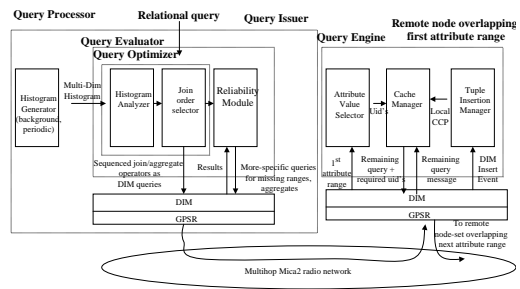 Query Processor
Relational query
Query Issuer
Remote node overlapping
first attribute range
Query Evaluator
Query Engine
Query Optimizer
Histogram
Generator
(background,
periodic)
Multi-Dim
Histogram
Histogram
Analyzer
Join
order
selector
Reliability
Module
Attribute
Value
Selector
Uid's
Cache
Manager
Local
CCP
Tuple
Insertion
Manager
Sequenced join/aggregate
operators as
DIM queries
Results
More-specific queries
for missing ranges,
aggregates
1st
attribute
range
Remaining
query +
required uid's
Remaining
query
message
DIM
Insert
Event
DIM
GPSR
DIM
GPSR
To remote
node-set overlapping
next attribute range
Multihop Mica2 radio network